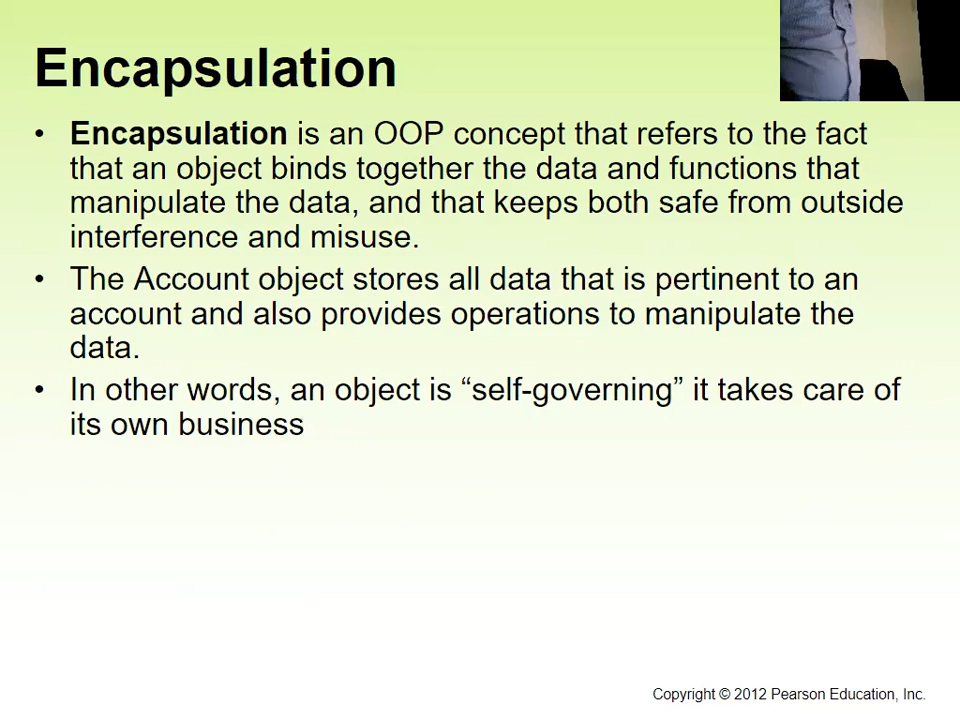 Encapsulation
• Encapsulation is an OOP concept that refers to the fact
that an object binds together the data and functions that
manipulate the data, and that keeps both safe from outside
interference and misuse.
• The Account object stores all data that is pertinent to an
account and also provides operations to manipulate the
data.
• In other words, an object is “self-governing” it takes care of
its own business
Copyright © 2012 Pearson Education, Inc.